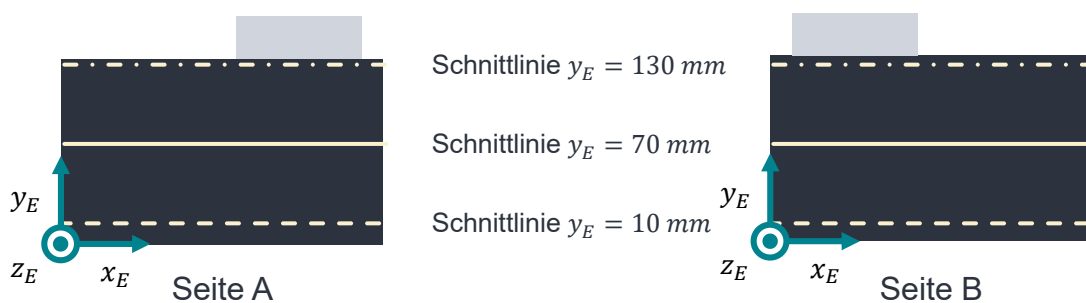 Schnittlinie y_E = 130 mm
Schnittlinie y_E = 70 mm
y_E
y_E
Schnittlinie y_E = 10 mm
z_E
x_E
z_E
x_E
Seite A
Seite B